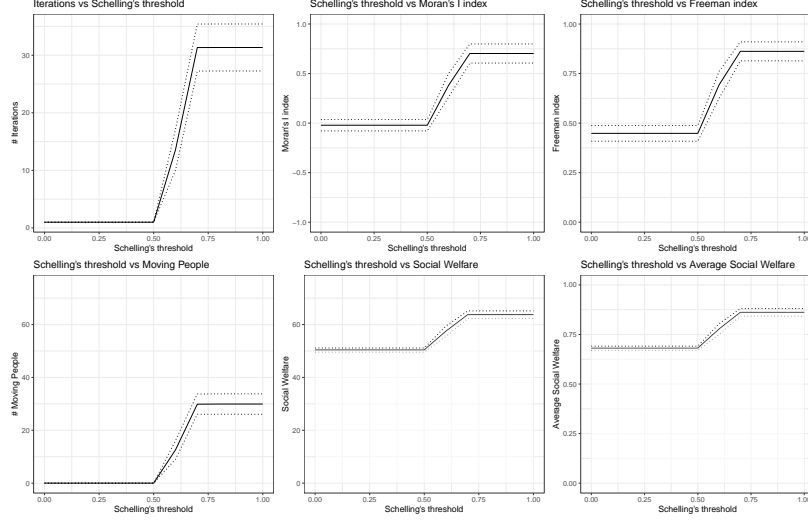 Iterations vs Schelling's threshold
# Iterations
30
20
10
0
0.00 0.25 0.50 0.75 1.00
Schelling's threshold
Schelling's threshold vs Moran's I index
Moran's I index
1.0
0.5
0.0
−0.5
−1.0
0.00 0.25 0.50 0.75 1.00
Schelling's threshold
Schelling's threshold vs Freeman index
Freeman index
1.00
0.75
0.50
0.25
0.00
0.00 0.25 0.50 0.75 1.00
Schelling's threshold
Schelling's threshold vs Moving People
# Moving People
60
40
20
0
0.00 0.25 0.50 0.75 1.00
Schelling's threshold
Schelling's threshold vs Social Welfare
Social Welfare
60
40
20
0
0.00 0.25 0.50 0.75 1.00
Schelling's threshold
Schelling's threshold vs Average Social Welfare
Average Social Welfare
1.00
0.75
0.50
0.25
0.00
0.00 0.25 0.50 0.75 1.00
Schelling's threshold